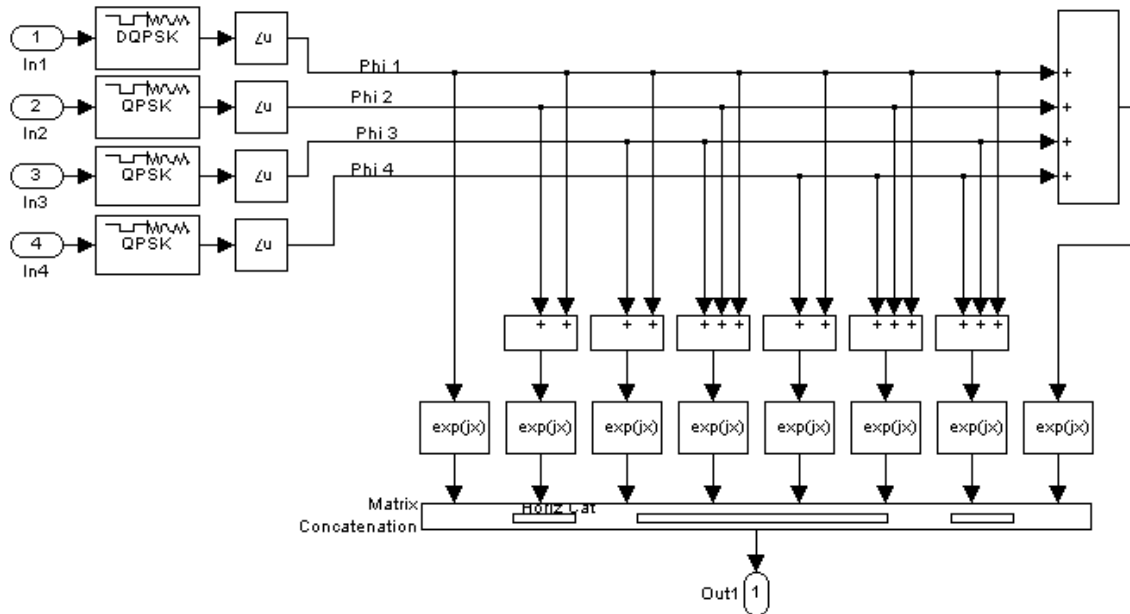 1
DQPSK
∠u
In1
Phi 1
+
2
QPSK
∠u
In2
Phi 2
+
3
QPSK
∠u
In3
Phi 3
+
4
QPSK
∠u
In4
Phi 4
+
+ +
+ +
+ + +
+ +
+ + +
+ + +
exp(jx)
exp(jx)
exp(jx)
exp(jx)
exp(jx)
exp(jx)
exp(jx)
exp(jx)
Matrix
Concatenation
Horiz Cat
Out1
1